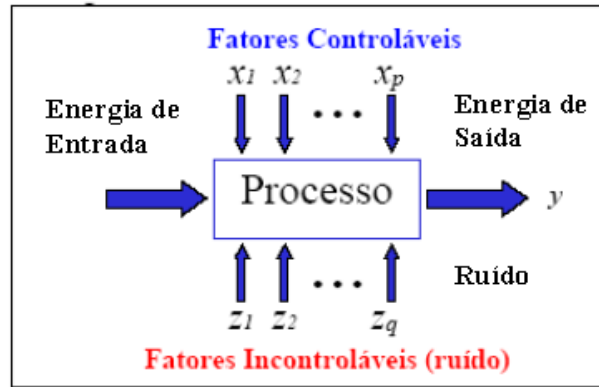 Fatores Controláveis
x1 x2 ... xp
Energia de
Entrada
Energia de
Saída
Processo
y
Ruído
z1 z2 ... zq
Fatores Incontroláveis (ruído)